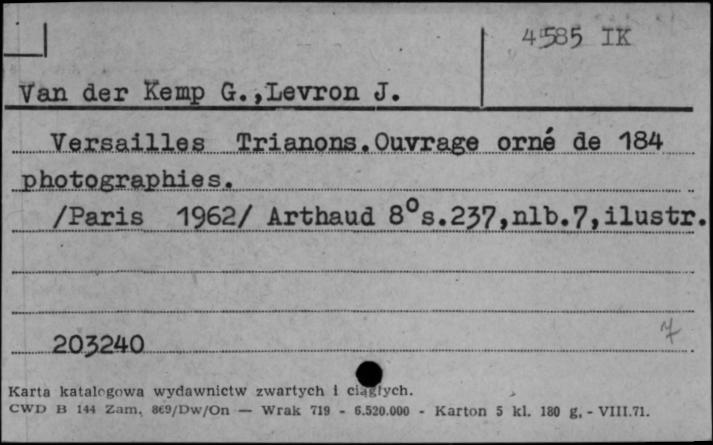 4585 IK
Van der Kemp G.,Levron J.
Versailles Trianons.Ouvrage orné de 184
photographies.
/Paris 1962/ Arthaud 8°s.237,nlb.7,ilustr.
203240
Karta katalogowa wydawnictw zwartych i ciągłych.
CWD B 144 Zam. 869/Dw/On — Wrak 719 - 6.520.000 - Karton 5 kl. 180 g. - VIII.71.